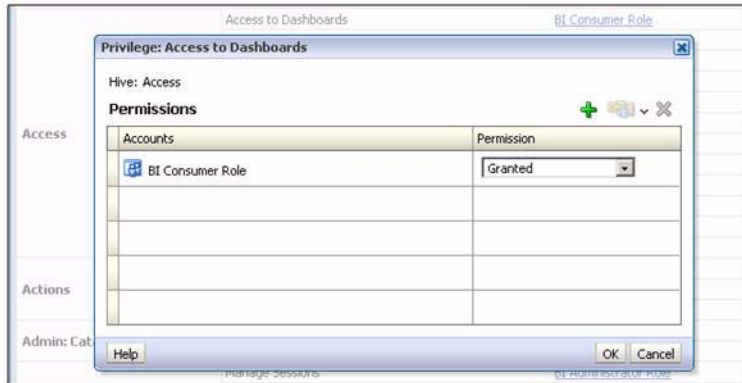 Access to Dashboards BI Consumer Role
Privilege: Access to Dashboards
Hive: Access
Permissions
Accounts Permission
BI Consumer Role Granted
Access
Actions
Admin: Cat
Help OK Cancel
Manage Sessions BI Administrator Role